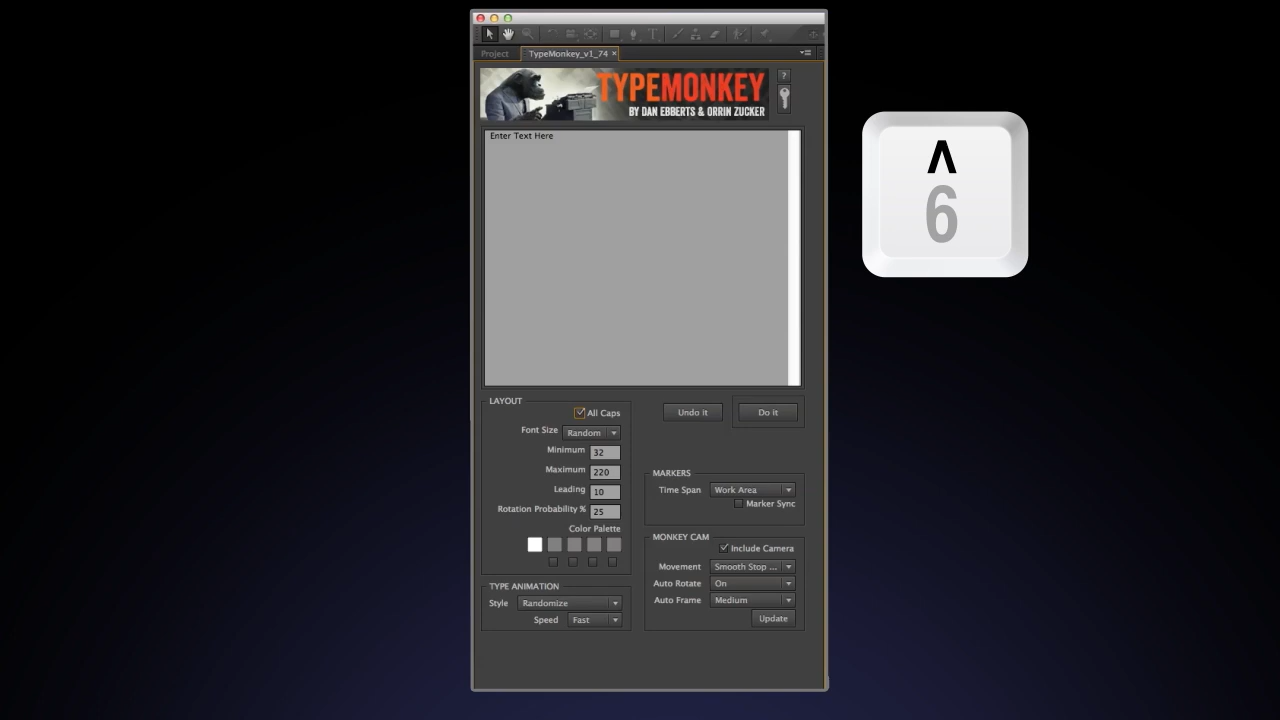 Project
TypeMonkey_v1_74 ×
TYPEMONKEY
BY DAN EBBERTS & ORRIN ZUCKER
?
Enter Text Here
^
6
LAYOUT
All Caps
Undo it
Do it
Font Size Random
Minimum 32
Maximum 220
Leading 10
Rotation Probability % 25
Color Palette
MARKERS
Time Span Work Area
Marker Sync
MONKEY CAM
Include Camera
Movement Smooth Stop ...
Auto Rotate On
Auto Frame Medium
Update
TYPE ANIMATION
Style Randomize
Speed Fast